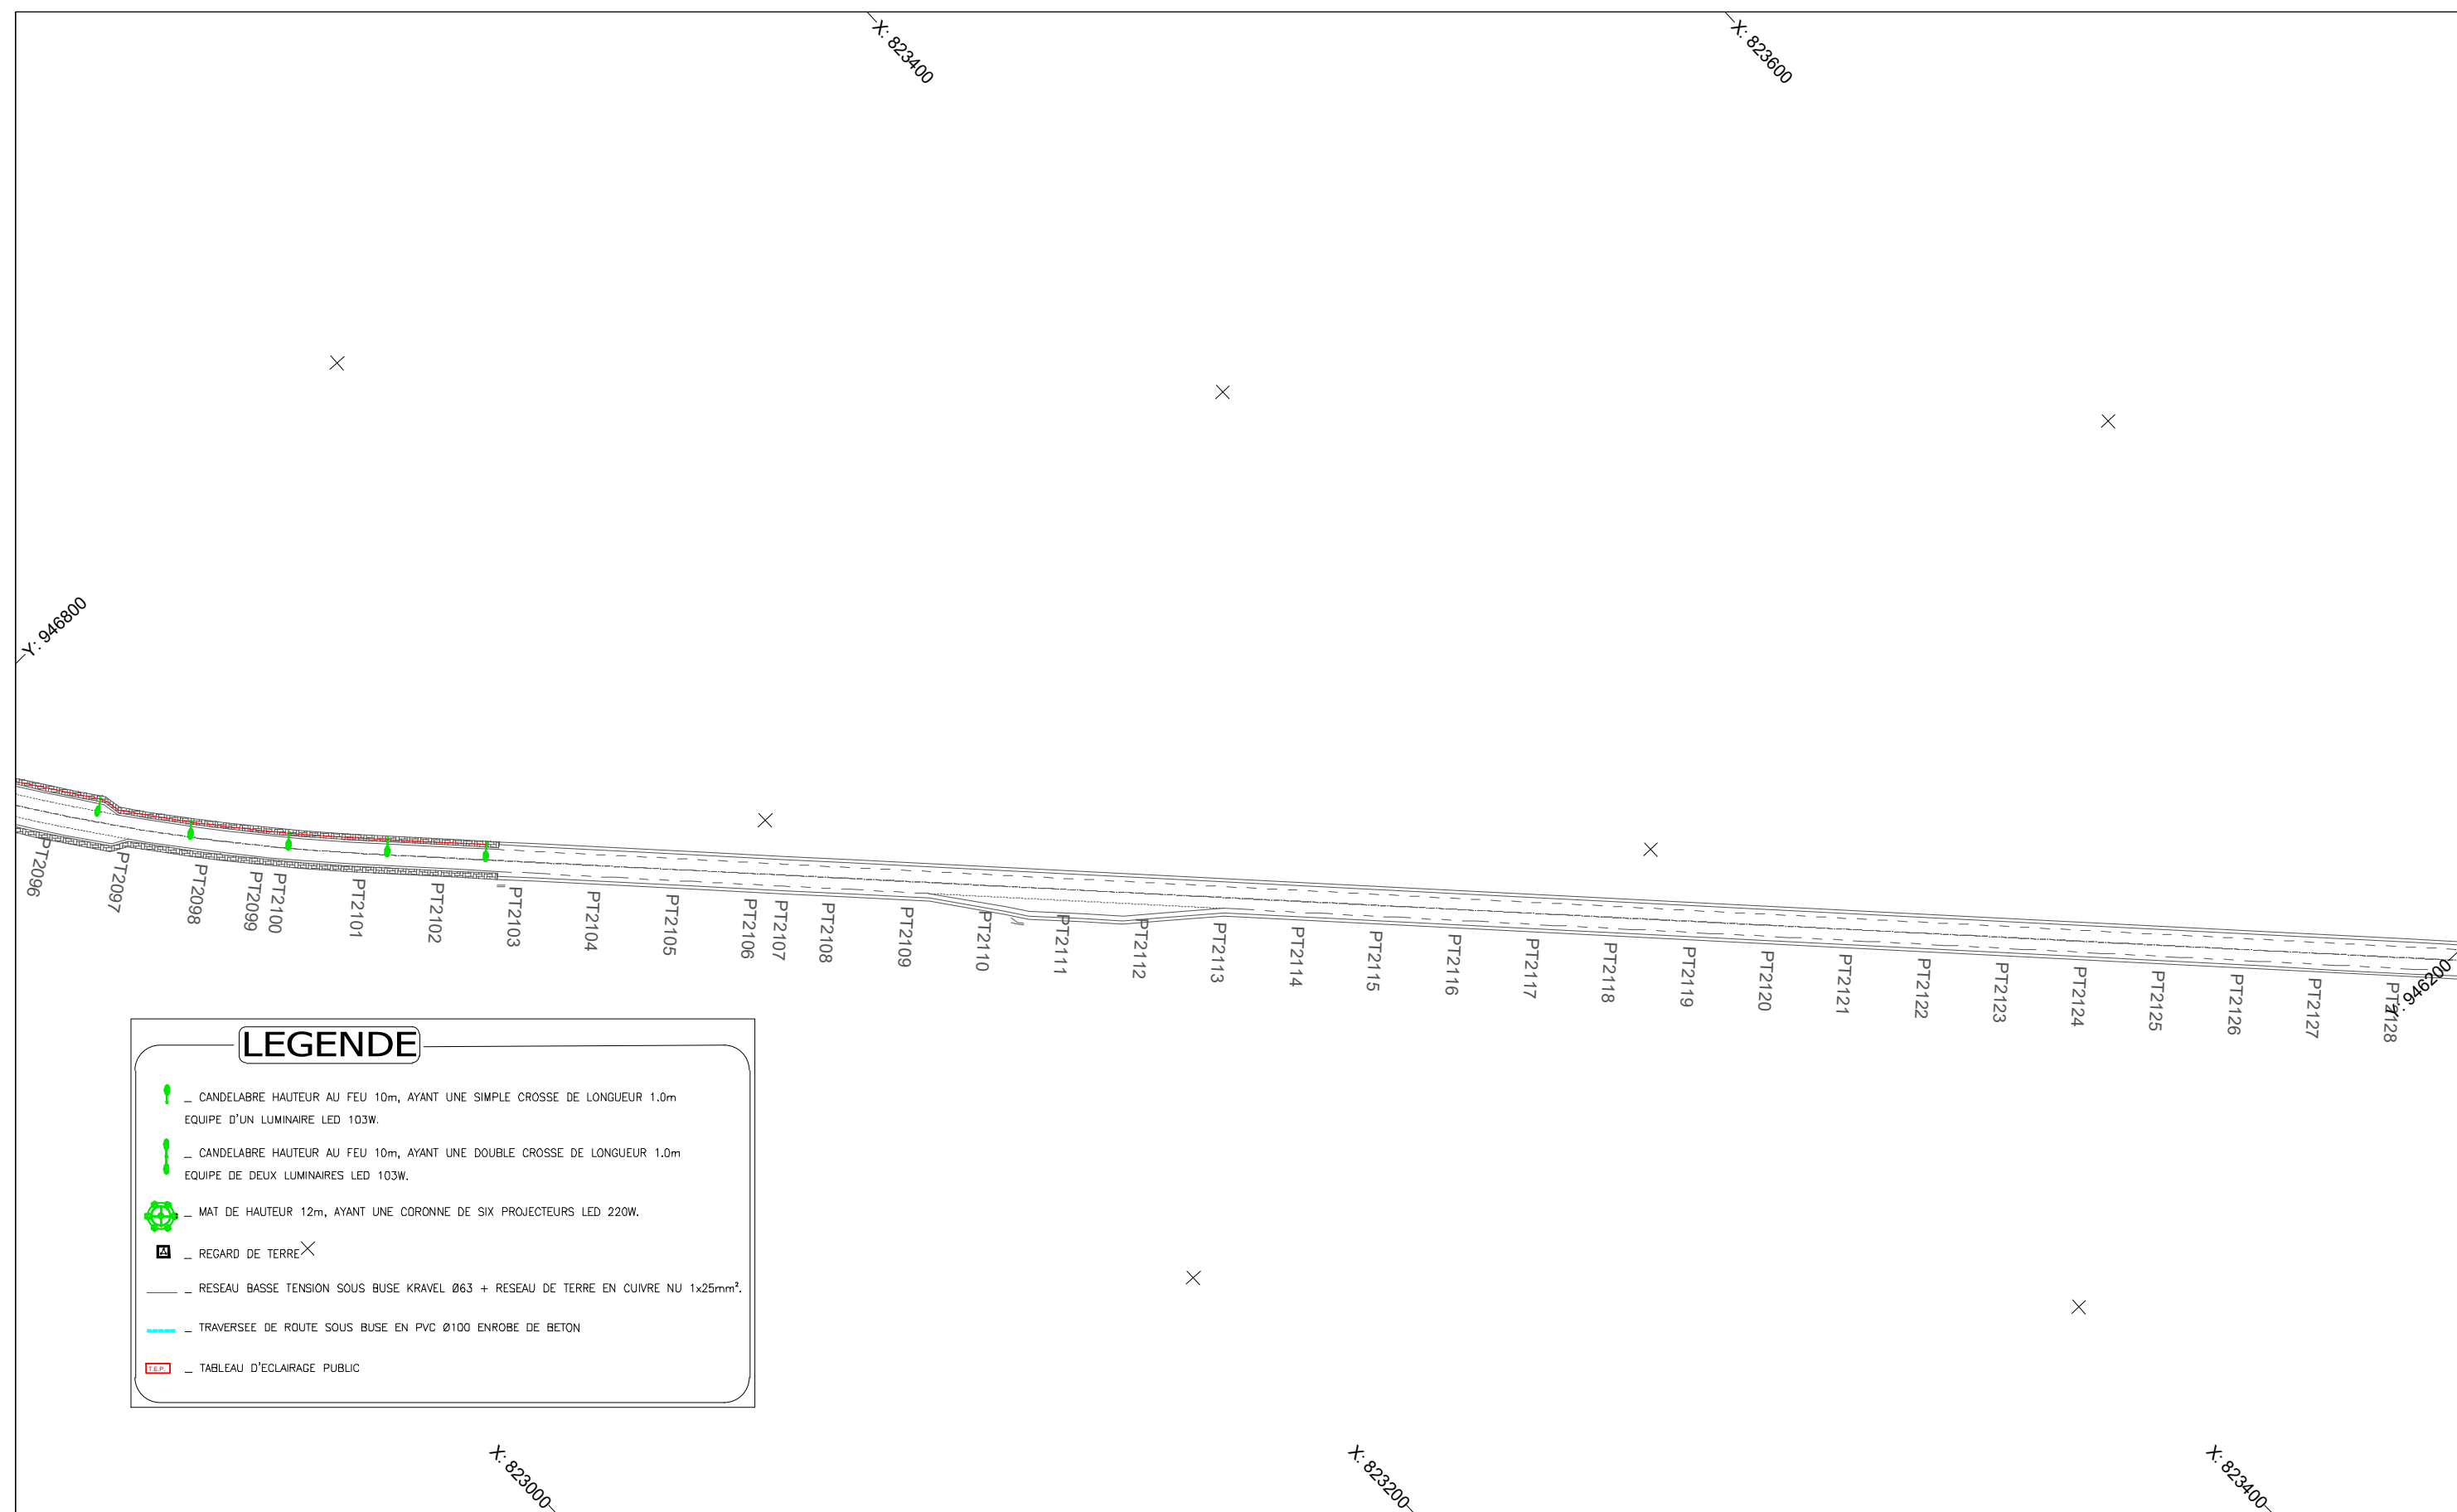 X: 823400
X: 823600
Y: 946800
PT2096
PT2097
PT2098
PT2099
PT2100
PT2101
PT2102
PT2103
PT2104
PT2105
PT2106
PT2107
PT2108
PT2109
PT2110
PT2111
PT2112
PT2113
PT2114
PT2115
PT2116
PT2117
PT2118
PT2119
PT2120
PT2121
PT2122
PT2123
PT2124
PT2125
PT2126
PT2127
PT2128
Y: 946200
LEGENDE
_ CANDELABRE HAUTEUR AU FEU 10m, AYANT UNE SIMPLE CROSSE DE LONGUEUR 1.0m
EQUIPE D'UN LUMINAIRE LED 103W.
_ CANDELABRE HAUTEUR AU FEU 10m, AYANT UNE DOUBLE CROSSE DE LONGUEUR 1.0m
EQUIPE DE DEUX LUMINAIRES LED 103W.
_ MAT DE HAUTEUR 12m, AYANT UNE CORONNE DE SIX PROJECTEURS LED 220W.
_ REGARD DE TERRE
_ RESEAU BASSE TENSION SOUS BUSE KRAVEL Ø63 + RESEAU DE TERRE EN CUIVRE NU 1x25mm².
_ TRAVERSEE DE ROUTE SOUS BUSE EN PVC Ø100 ENROBE DE BETON
T.E.P. _ TABLEAU D'ECLAIRAGE PUBLIC
X: 823000
X: 823200
X: 823400